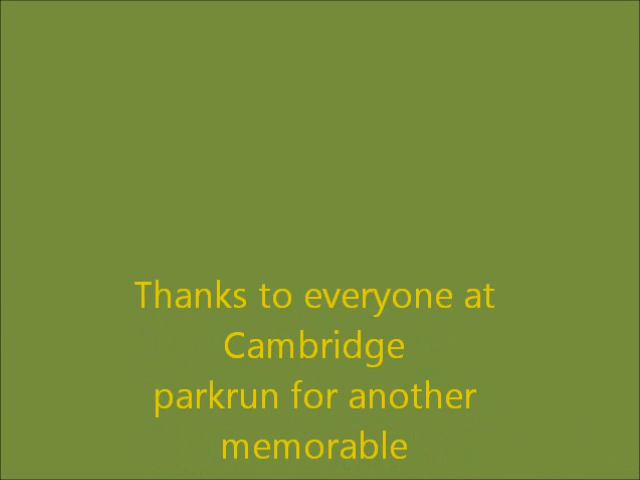 Thanks to everyone at
Cambridge
parkrun for another
memorable